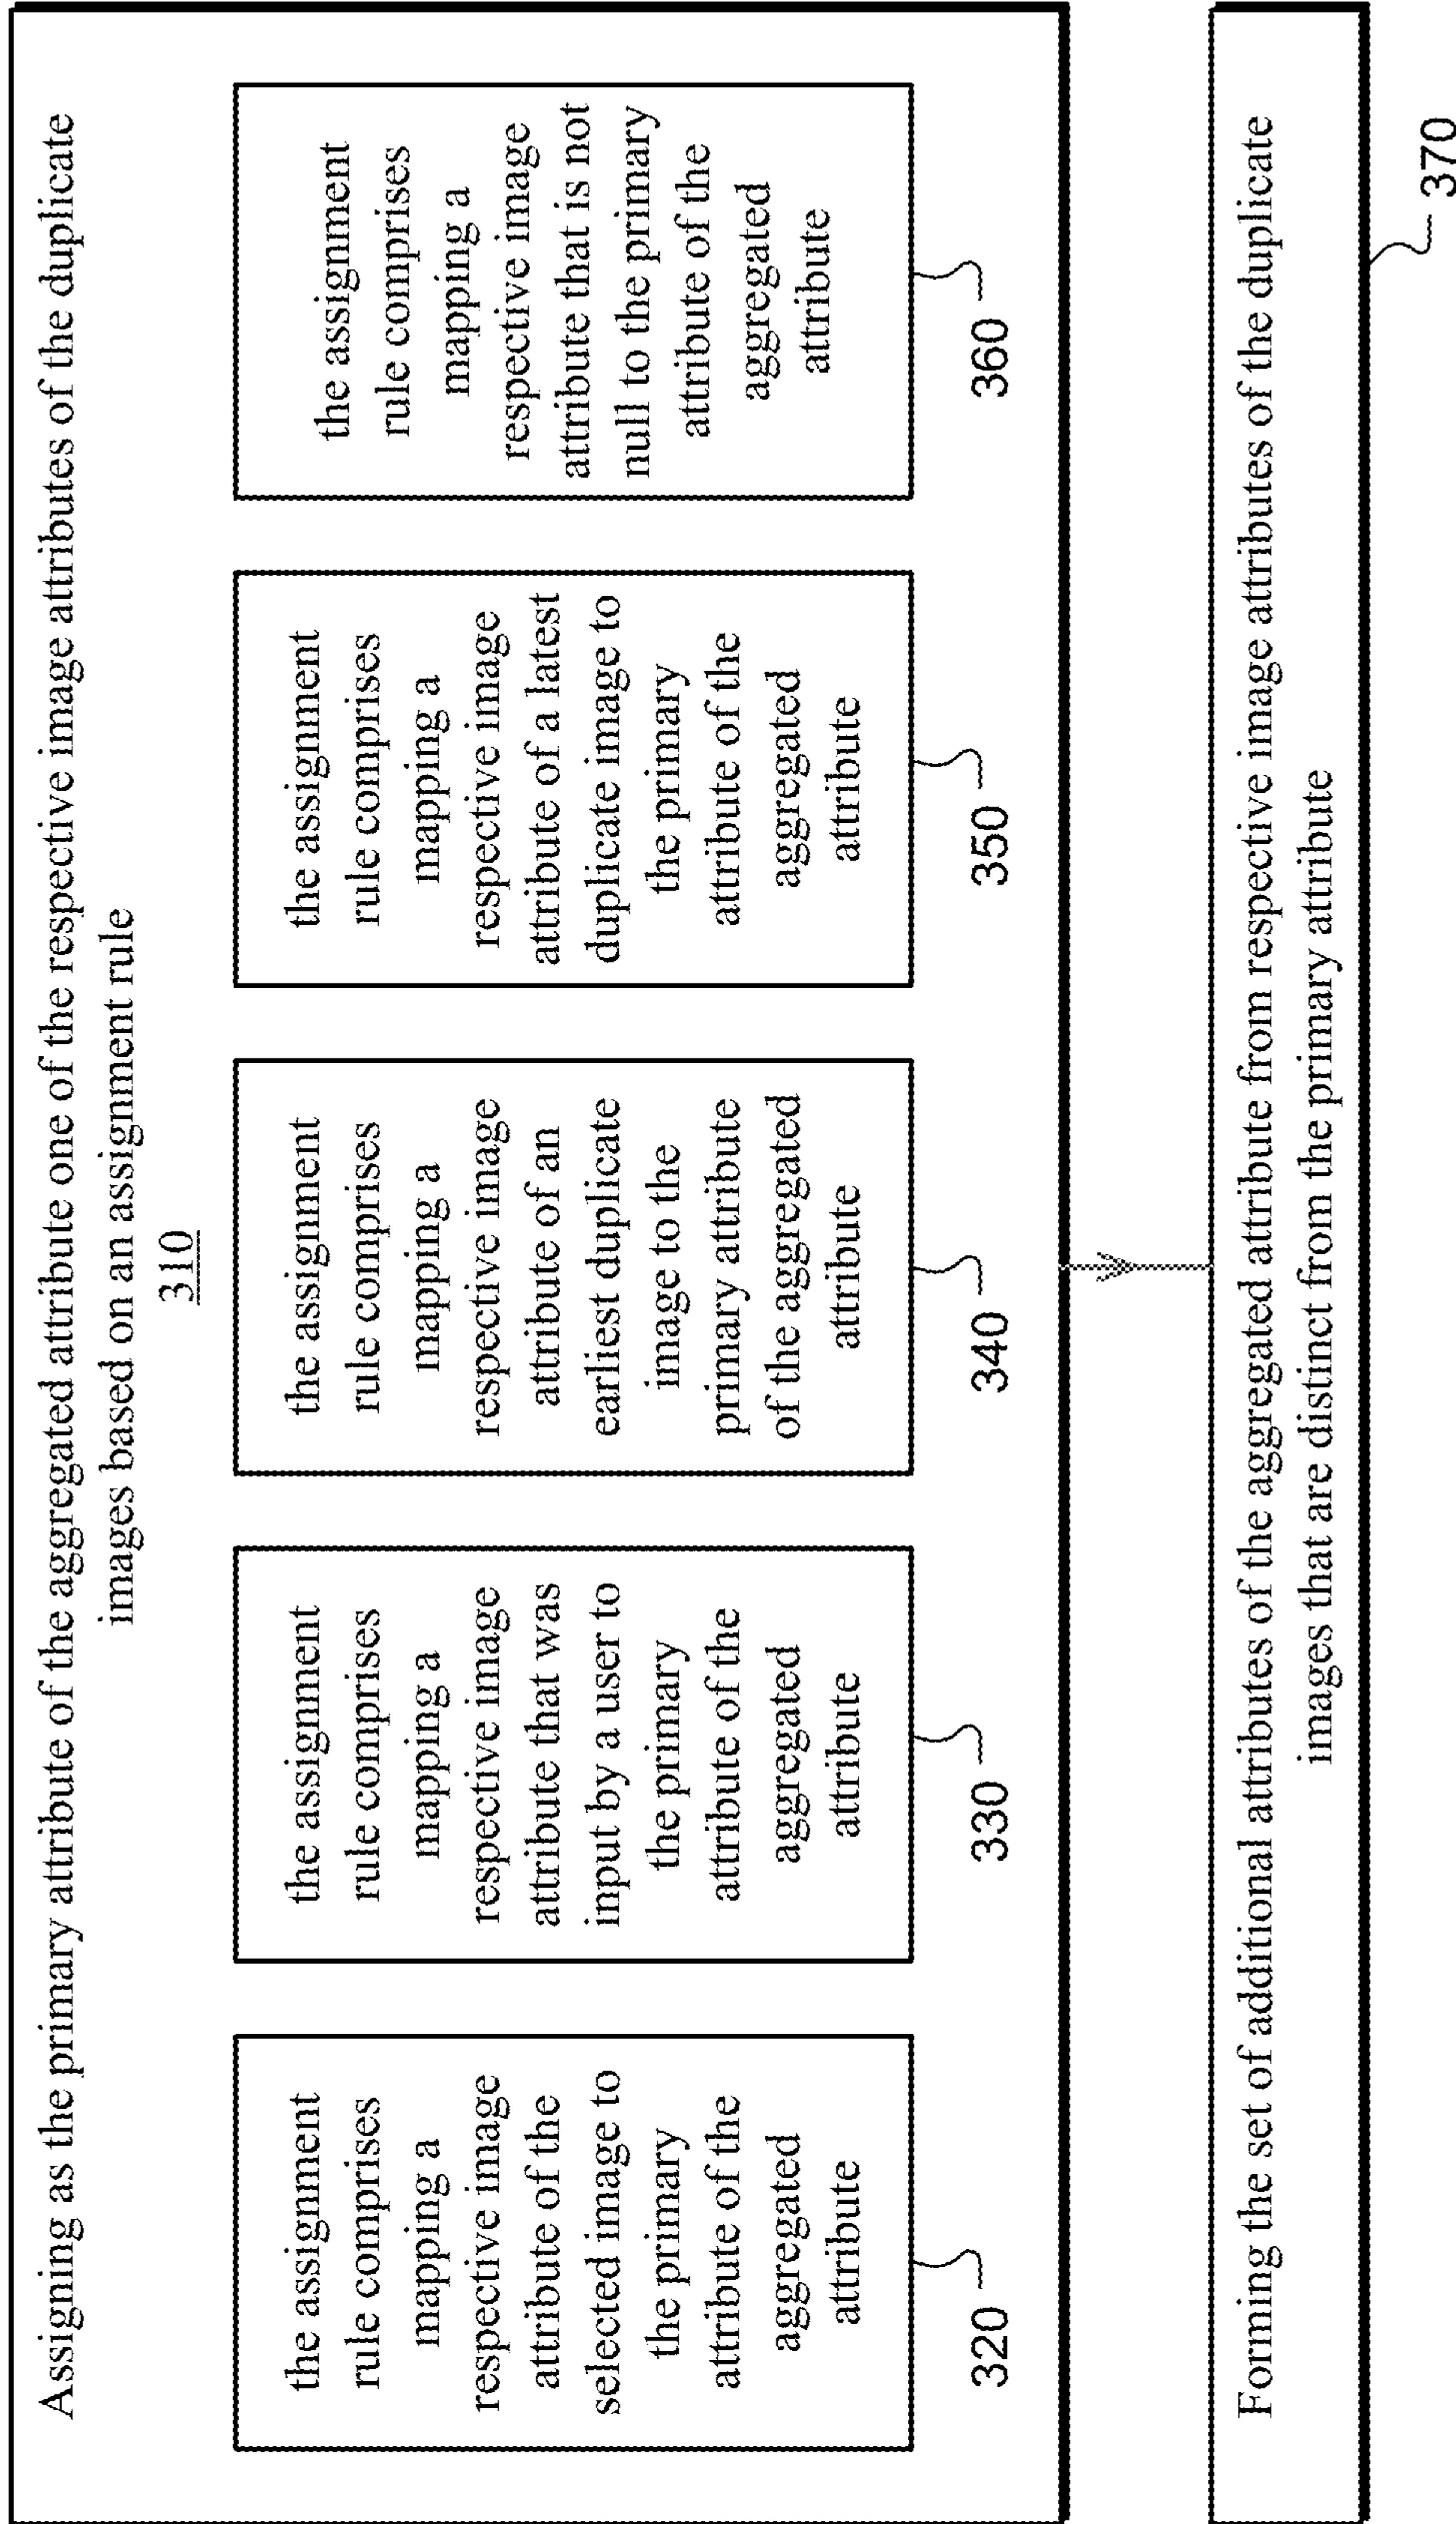 Assigning as the primary attribute of the aggregated attribute one of the respective image attributes of the duplicate
images based on an assignment rule
310
the assignment
rule comprises
mapping a
respective image
attribute of the
selected image to
the primary
attribute of the
aggregated
attribute
320
the assignment
rule comprises
mapping a
respective image
attribute that was
input by a user to
the primary
attribute of the
aggregated
attribute
330
the assignment
rule comprises
mapping a
respective image
attribute of an
earliest duplicate
image to the
primary attribute
of the aggregated
attribute
340
the assignment
rule comprises
mapping a
respective image
attribute of a latest
duplicate image to
the primary
attribute of the
aggregated
attribute
350
the assignment
rule comprises
mapping a
respective image
attribute that is not
null to the primary
attribute of the
aggregated
attribute
360
Forming the set of additional attributes of the aggregated attribute from respective image attributes of the duplicate
images that are distinct from the primary attribute
370